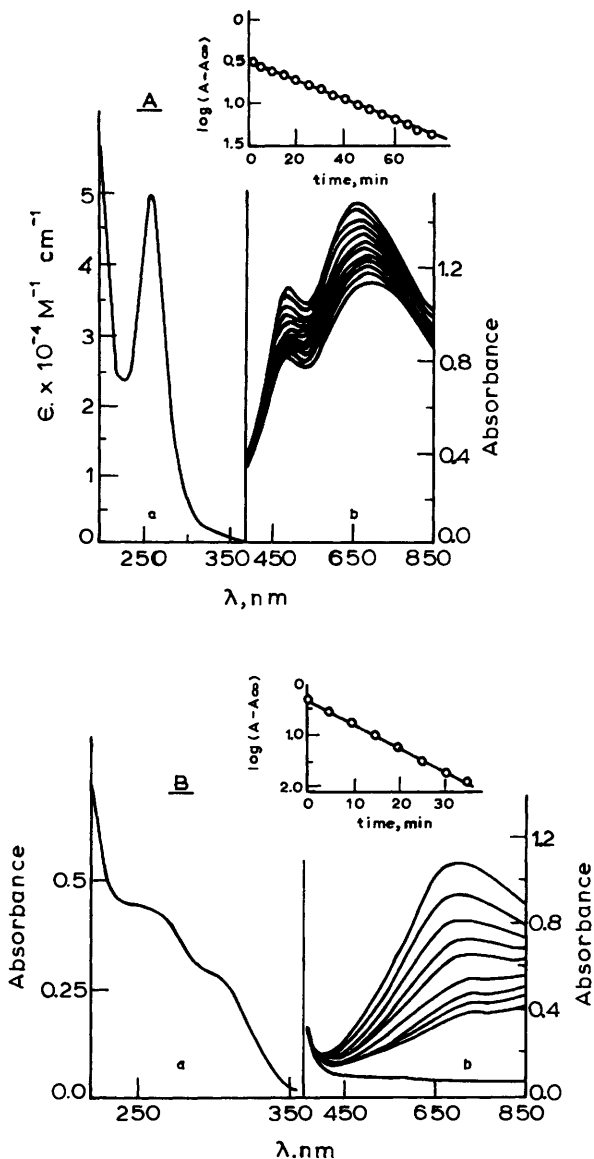 0
0.5
1.0
1.5
log (A-A∞)
0 20 40 60
time, min
A
5
4
3
2
1
0
ϵ. x 10⁻⁴ M⁻¹ cm⁻¹
1.2
0.8
0.4
0.0
Absorbance
a
b
250 350 450 650 850
λ, nm
0
1.0
2.0
log (A-A∞)
0 10 20 30
time, min
B
0.5
0.25
0.0
Absorbance
1.2
0.8
0.4
0.0
Absorbance
a
b
250 350 450 650 850
λ.nm